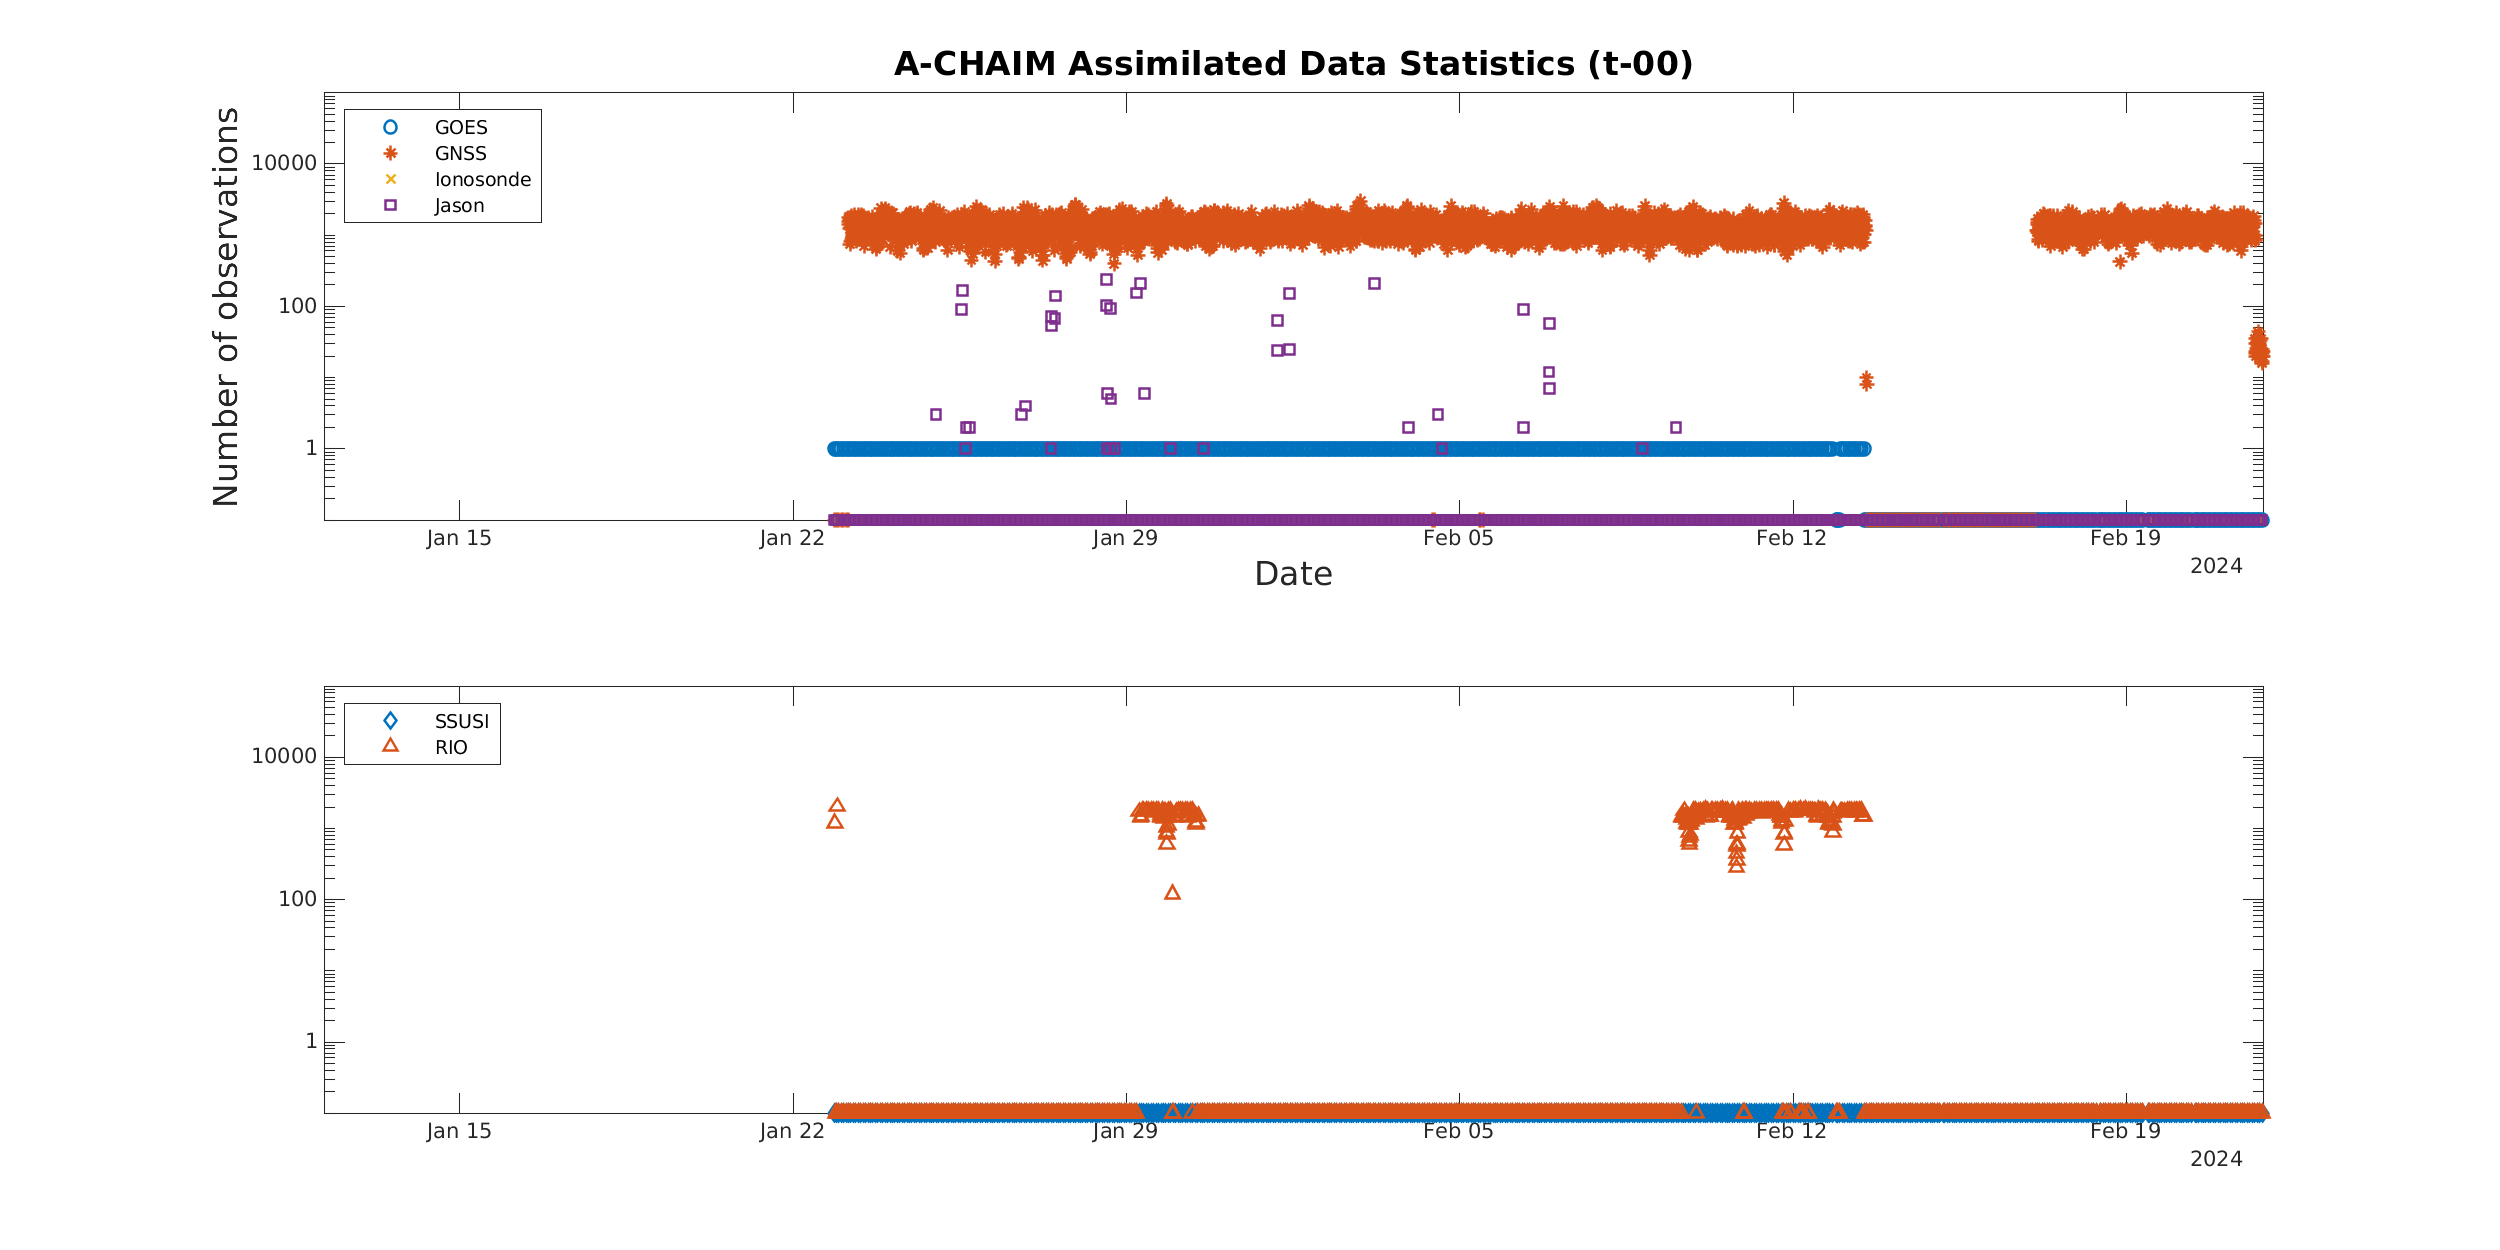 A-CHAIM Assimilated Data Statistics (t-00)
Number of observations
GOES
GNSS
Ionosonde
Jason
10000
100
1
Jan 15 Jan 22 Jan 29 Feb 05 Feb 12 Feb 19
2024
Date
SSUSI
RIO
10000
100
1
Jan 15 Jan 22 Jan 29 Feb 05 Feb 12 Feb 19
2024